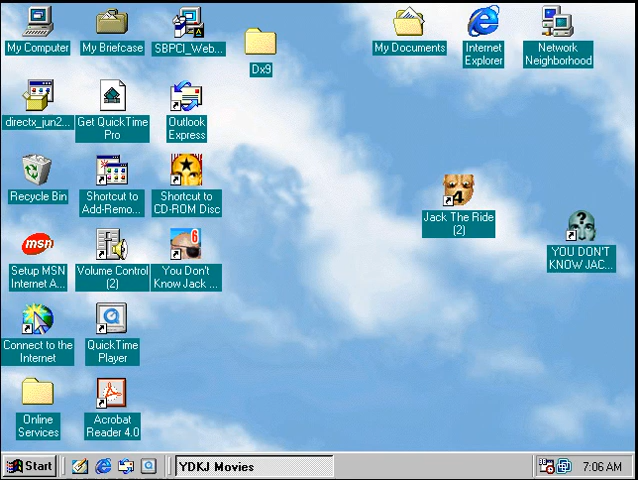 My Computer
My Briefcase
SBPCI_Web...
Dx9
My Documents
Internet
Explorer
Network
Neighborhood
directx_jun2...
Get QuickTime
Pro
Outlook
Express
Recycle Bin
Shortcut to
Add-Remo...
Shortcut to
CD-ROM Disc
4
Jack The Ride
(2)
?
YOU DON'T
KNOW JAC...
msn
Setup MSN
Internet A...
Volume Control
(2)
6
You Don't
Know Jack ...
Connect to the
Internet
QuickTime
Player
Online
Services
Acrobat
Reader 4.0
Start
YDKJ Movies
7:06 AM